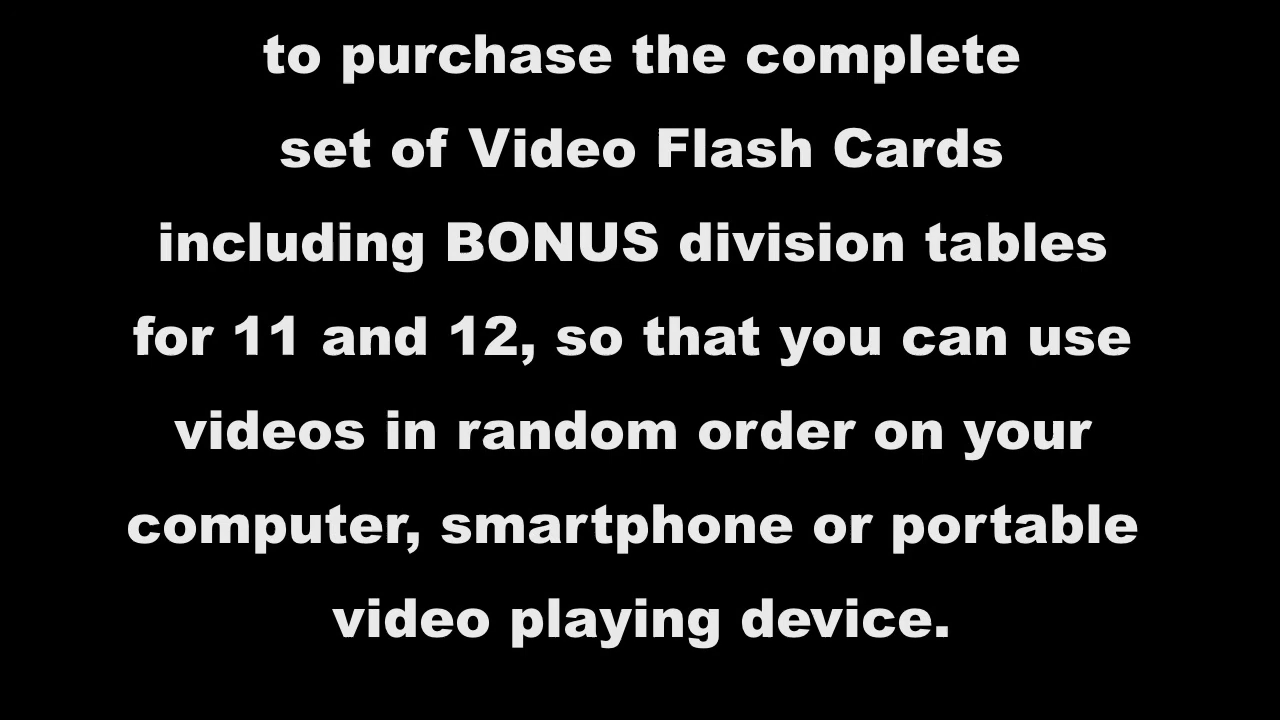 to purchase the complete
set of Video Flash Cards
including BONUS division tables
for 11 and 12, so that you can use
videos in random order on your
computer, smartphone or portable
video playing device.